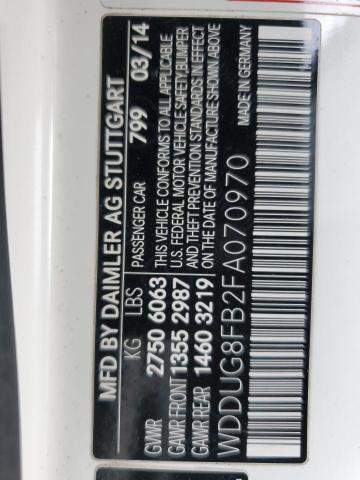 MFD BY DAIMLER AG STUTTGART
KG LBS
GVWR 2750 6063
GAWR FRONT 1355 2987
GAWR REAR 1460 3219
PASSENGER CAR 799 03/14
THIS VEHICLE CONFORMS TO ALL APPLICABLE
U.S. FEDERAL MOTOR VEHICLE SAFETY,BUMPER
AND THEFT PREVENTION STANDARDS IN EFFECT
ON THE DATE OF MANUFACTURE SHOWN ABOVE
WDDUG8FB2FA070970
MADE IN GERMANY